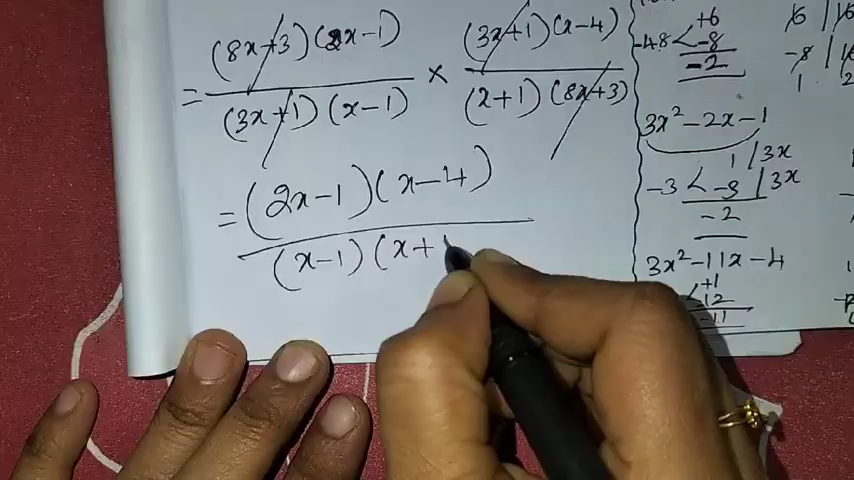 = (8x+3)(2x-1) / (3x+1)(x-1) × (3x+1)(x-4) / (x+1)(8x+3)
= (2x-1)(x-4) / (x-1)(x+1
+6
-48 < -8
-2
3x² - 2x - 1
1 / 3x
-3 < -3 / 3x
-2
3x² - 11x - 4
+1
-12
-11